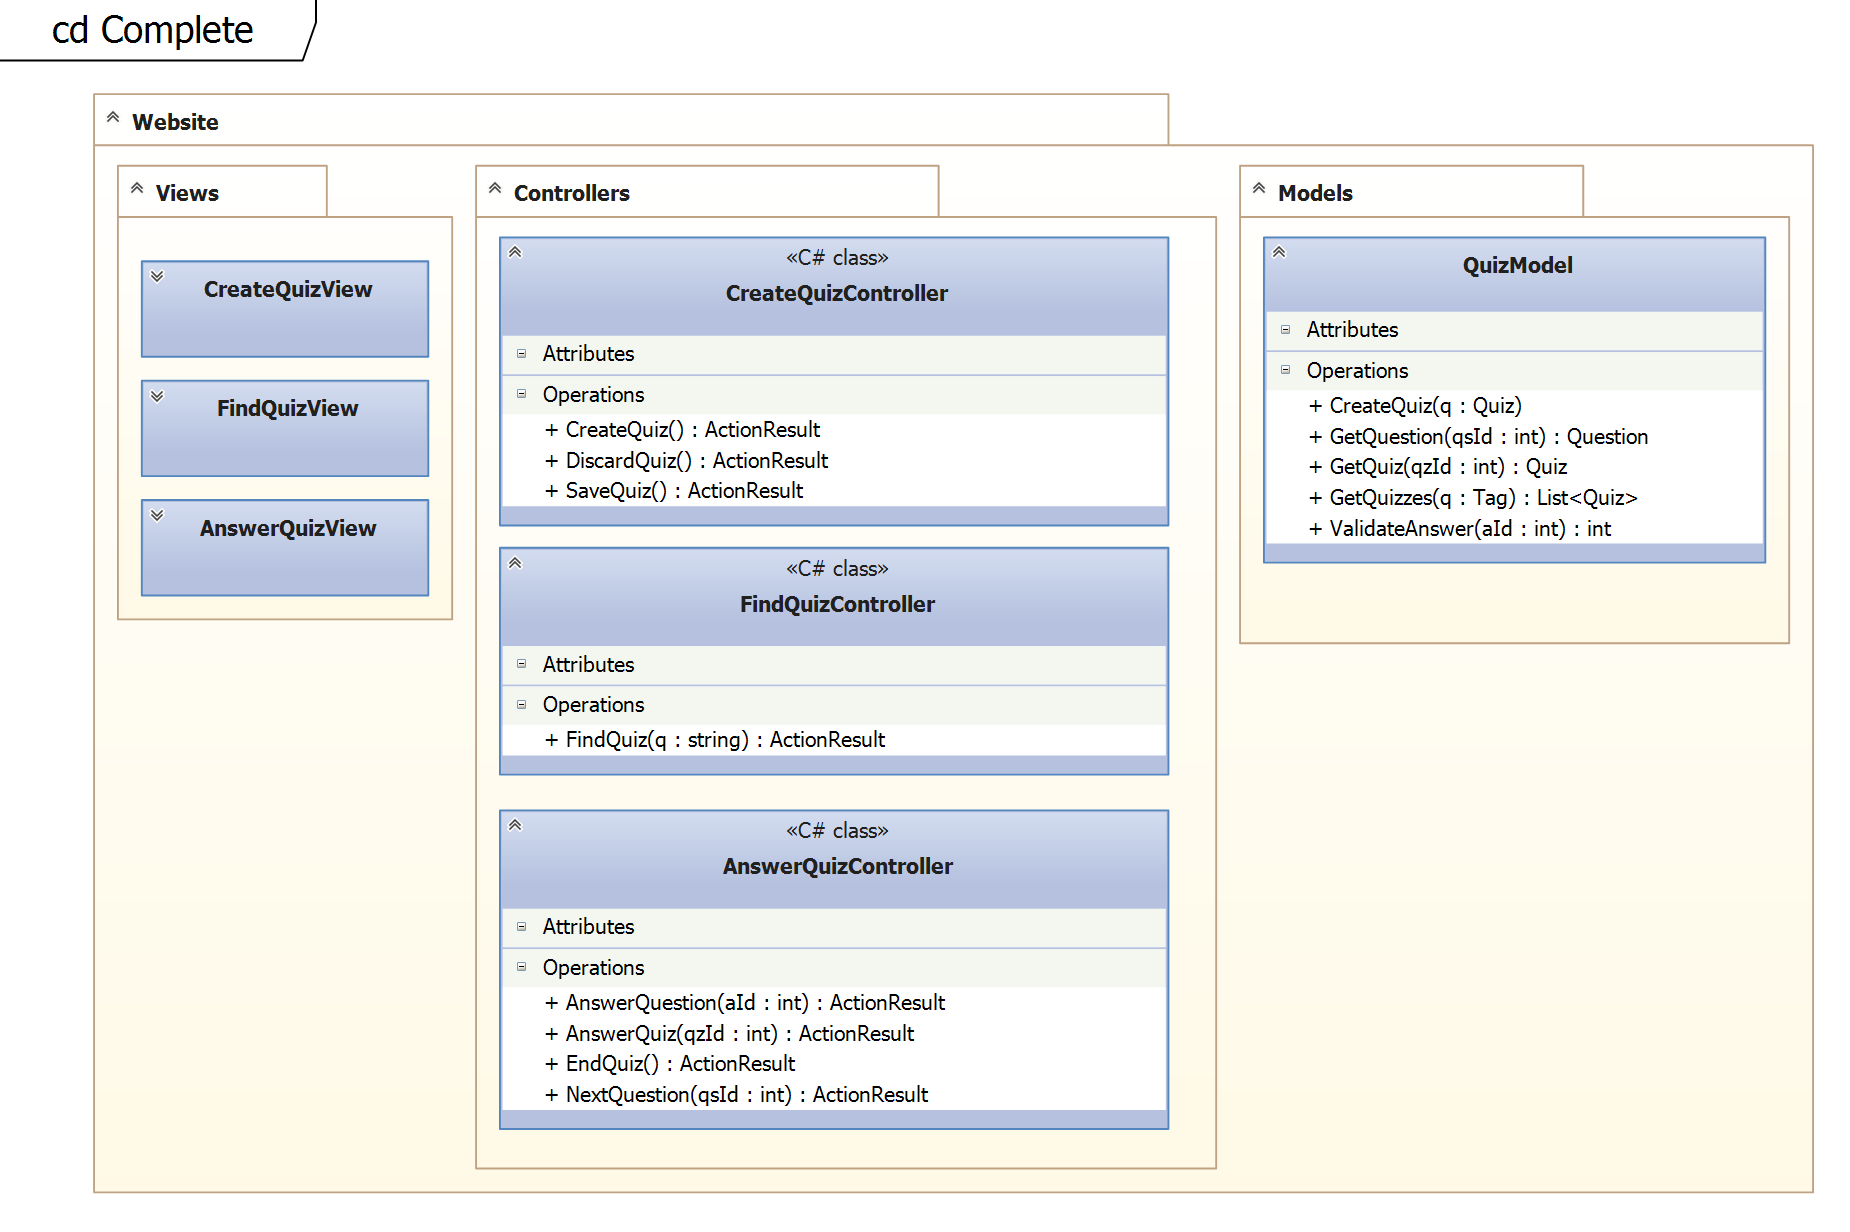 cd Complete
Website
Views
CreateQuizView
FindQuizView
AnswerQuizView
Controllers
«C# class»
CreateQuizController
Attributes
Operations
+ CreateQuiz() : ActionResult
+ DiscardQuiz() : ActionResult
+ SaveQuiz() : ActionResult
«C# class»
FindQuizController
Attributes
Operations
+ FindQuiz(q : string) : ActionResult
«C# class»
AnswerQuizController
Attributes
Operations
+ AnswerQuestion(aId : int) : ActionResult
+ AnswerQuiz(qzId : int) : ActionResult
+ EndQuiz() : ActionResult
+ NextQuestion(qsId : int) : ActionResult
Models
QuizModel
Attributes
Operations
+ CreateQuiz(q : Quiz)
+ GetQuestion(qsId : int) : Question
+ GetQuiz(qzId : int) : Quiz
+ GetQuizzes(q : Tag) : List<Quiz>
+ ValidateAnswer(aId : int) : int